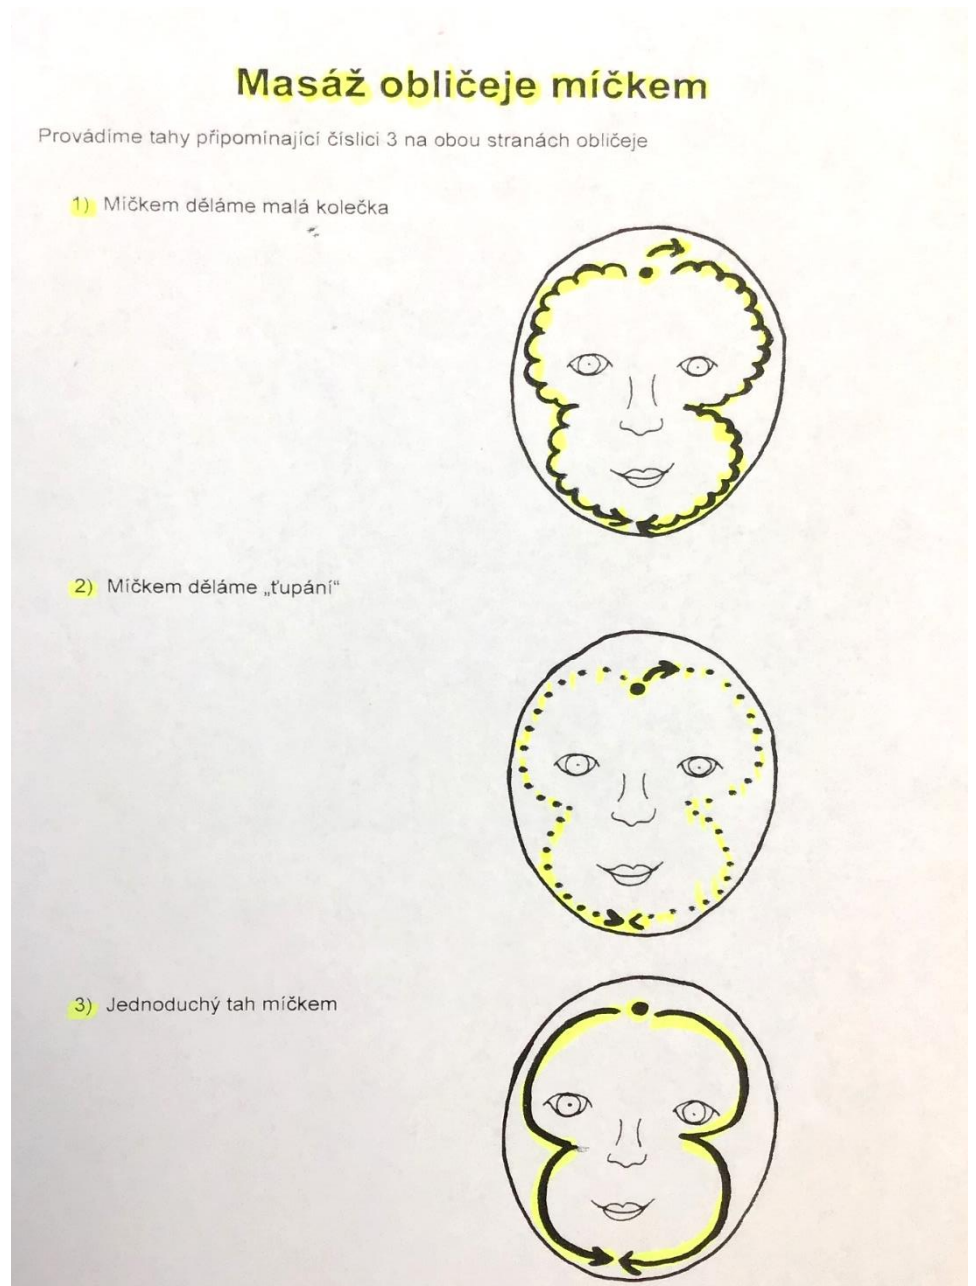 Masáž obličeje míčkem
Provádíme tahy připomínající číslici 3 na obou stranách obličeje
1) Míčkem děláme malá kolečka
2) Míčkem děláme „ťupání“
3) Jednoduchý tah míčkem